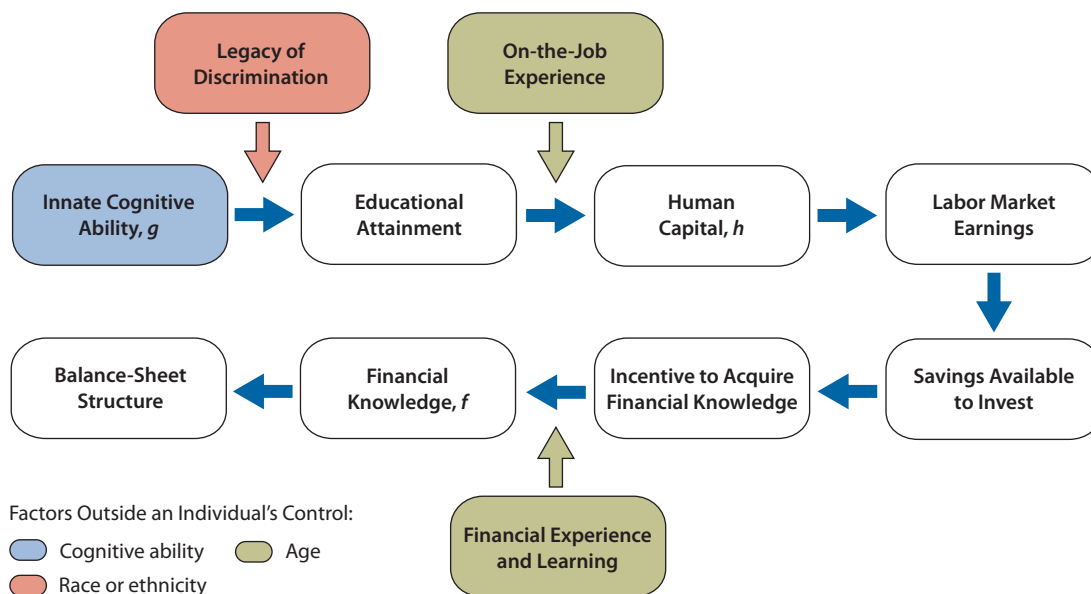 Legacy of
Discrimination
On-the-Job
Experience
Innate Cognitive
Ability, g
Educational
Attainment
Human
Capital, h
Labor Market
Earnings
Balance-Sheet
Structure
Financial
Knowledge, f
Incentive to Acquire
Financial Knowledge
Savings Available
to Invest
Financial Experience
and Learning
Factors Outside an Individual’s Control:
Cognitive ability
Age
Race or ethnicity